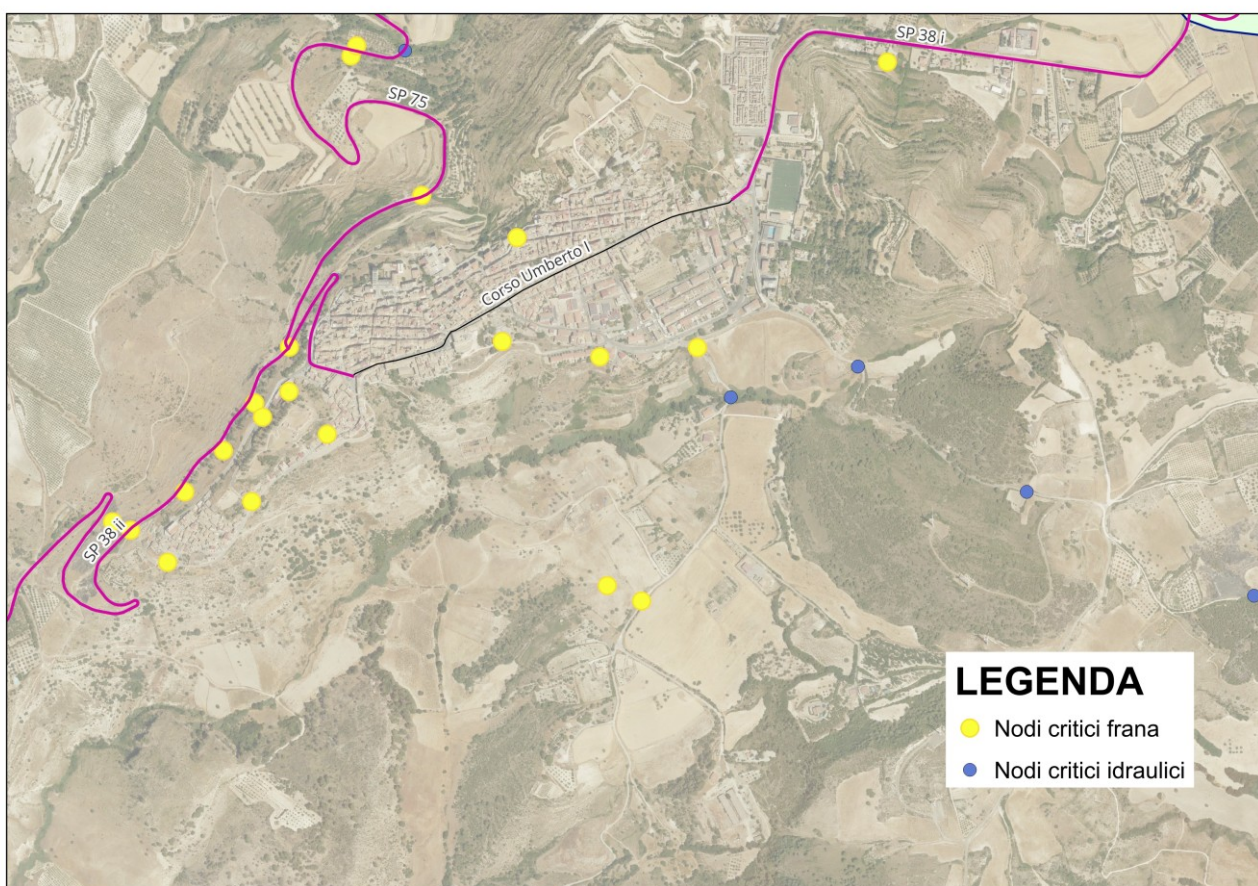 SP 38 i
SP 75
Corso Umberto I
SP 38 ii
LEGENDA
Nodi critici frana
Nodi critici idraulici